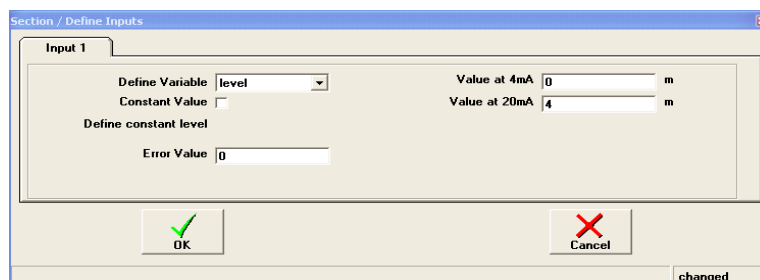 Section / Define Inputs
Input 1
Define Variable level
Value at 4mA 0 m
Constant Value
Value at 20mA 4 m
Define constant level
Error Value 0
OK
Cancel
changed